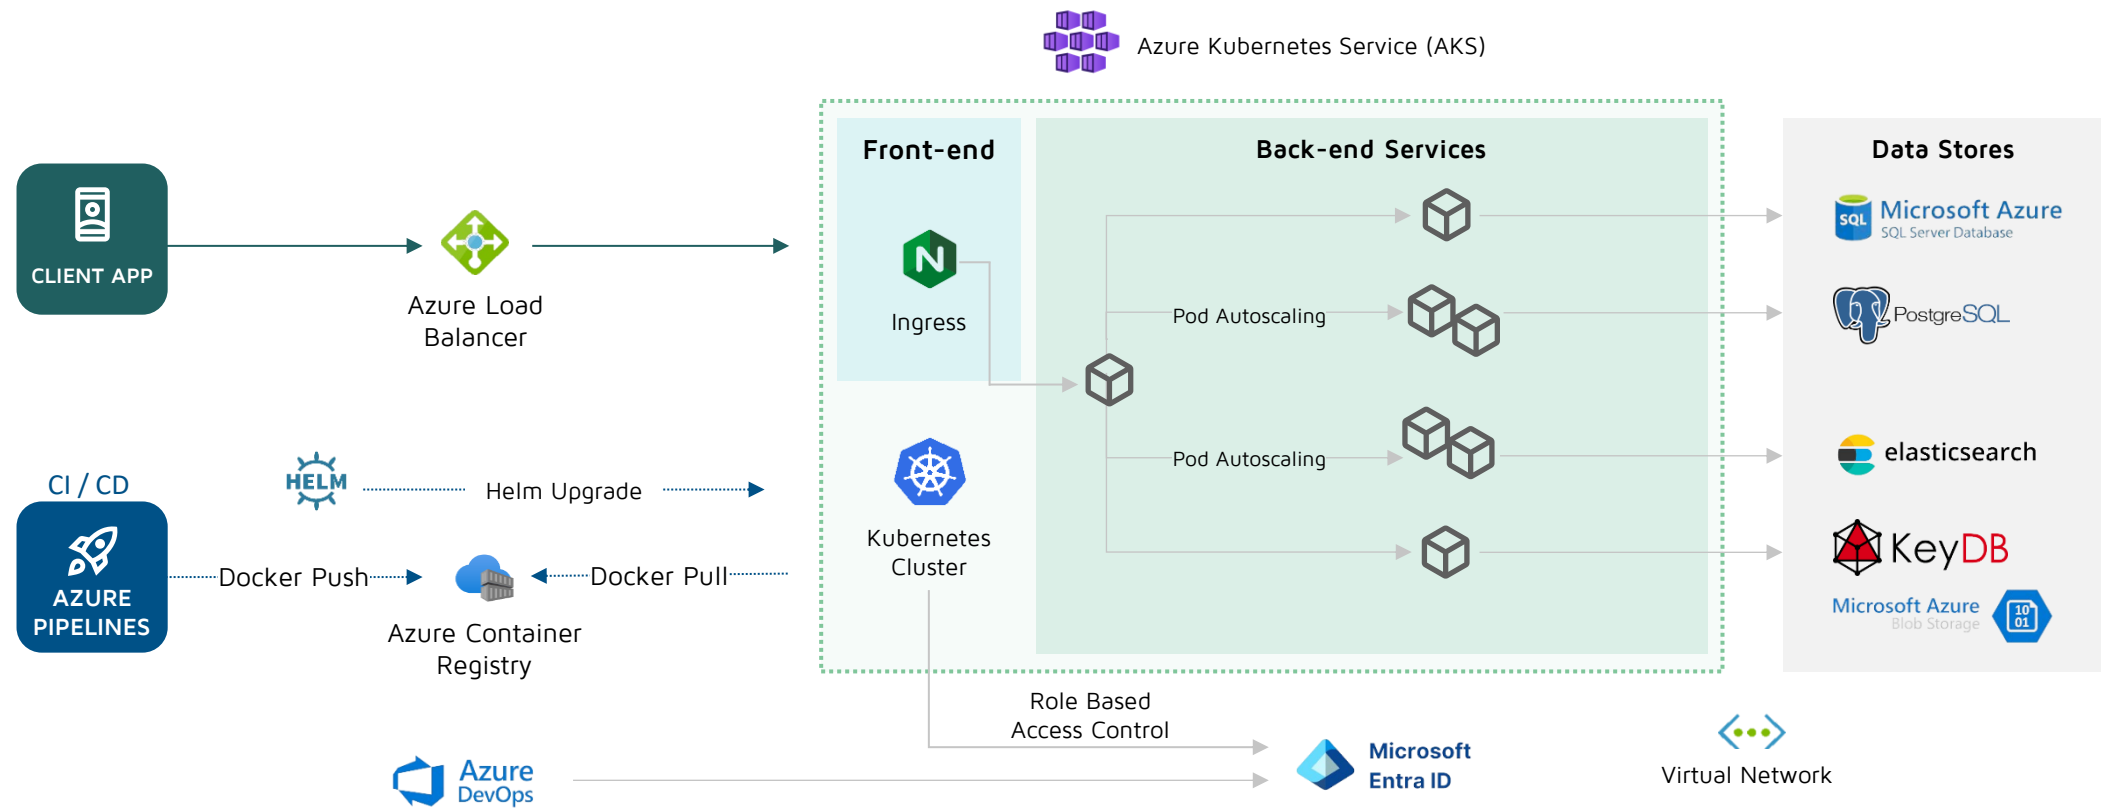 Azure Kubernetes Service (AKS)
Front-end
Back-end Services
Data Stores
CLIENT APP
Azure Load
Balancer
N
Ingress
Pod Autoscaling
Pod Autoscaling
SQL
Microsoft Azure
SQL Server Database
PostgreSQL
elasticsearch
KeyDB
Microsoft Azure
Blob Storage
10
01
CI / CD
AZURE
PIPELINES
HELM
Helm Upgrade
Docker Push
Docker Pull
Azure Container
Registry
Kubernetes
Cluster
Role Based
Access Control
Azure
DevOps
Microsoft
Entra ID
Virtual Network